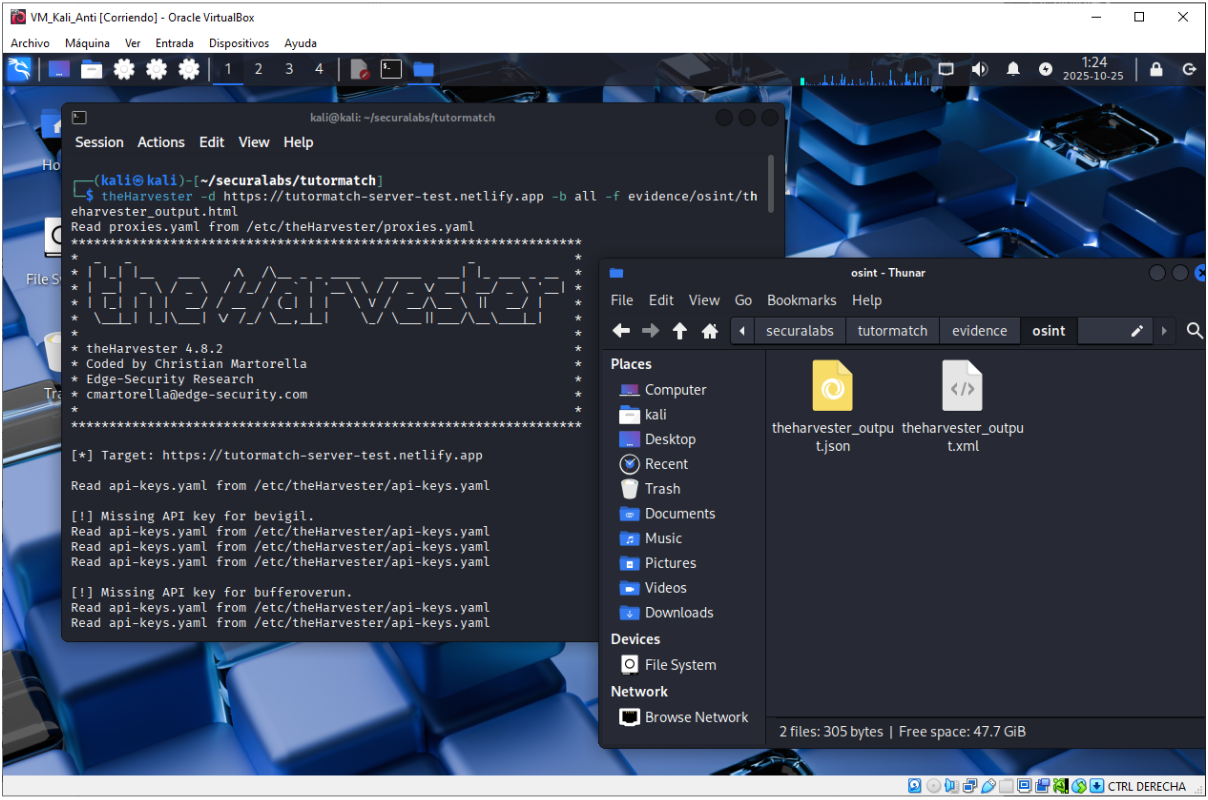 VM_Kali_Anti [Corriendo] - Oracle VirtualBox
Archivo Máquina Ver Entrada Dispositivos Ayuda
1 2 3 4
1:24
2025-10-25
kali@kali: ~/securalabs/tutormatch
Session Actions Edit View Help
(kali㉿kali)-[~/securalabs/tutormatch]
$ theHarvester -d https://tutormatch-server-test.netlify.app -b all -f evidence/osint/th
eharvester_output.html
Read proxies.yaml from /etc/theHarvester/proxies.yaml
*******************************************************************
theHarvester
* theHarvester 4.8.2 *
* Coded by Christian Martorella *
* Edge-Security Research *
* cmartorella@edge-security.com *
* *
*******************************************************************
[*] Target: https://tutormatch-server-test.netlify.app
Read api-keys.yaml from /etc/theHarvester/api-keys.yaml
[!] Missing API key for bevigil.
Read api-keys.yaml from /etc/theHarvester/api-keys.yaml
Read api-keys.yaml from /etc/theHarvester/api-keys.yaml
Read api-keys.yaml from /etc/theHarvester/api-keys.yaml
[!] Missing API key for bufferoverun.
Read api-keys.yaml from /etc/theHarvester/api-keys.yaml
Read api-keys.yaml from /etc/theHarvester/api-keys.yaml
Ho
File S
Tr
osint - Thunar
File Edit View Go Bookmarks Help
securalabs tutormatch evidence osint
Places
Computer
kali
Desktop
Recent
Trash
Documents
Music
Pictures
Videos
Downloads
Devices
File System
Network
Browse Network
theharvester_outpu
t.json
theharvester_outpu
t.xml
2 files: 305 bytes | Free space: 47.7 GiB
CTRL DERECHA